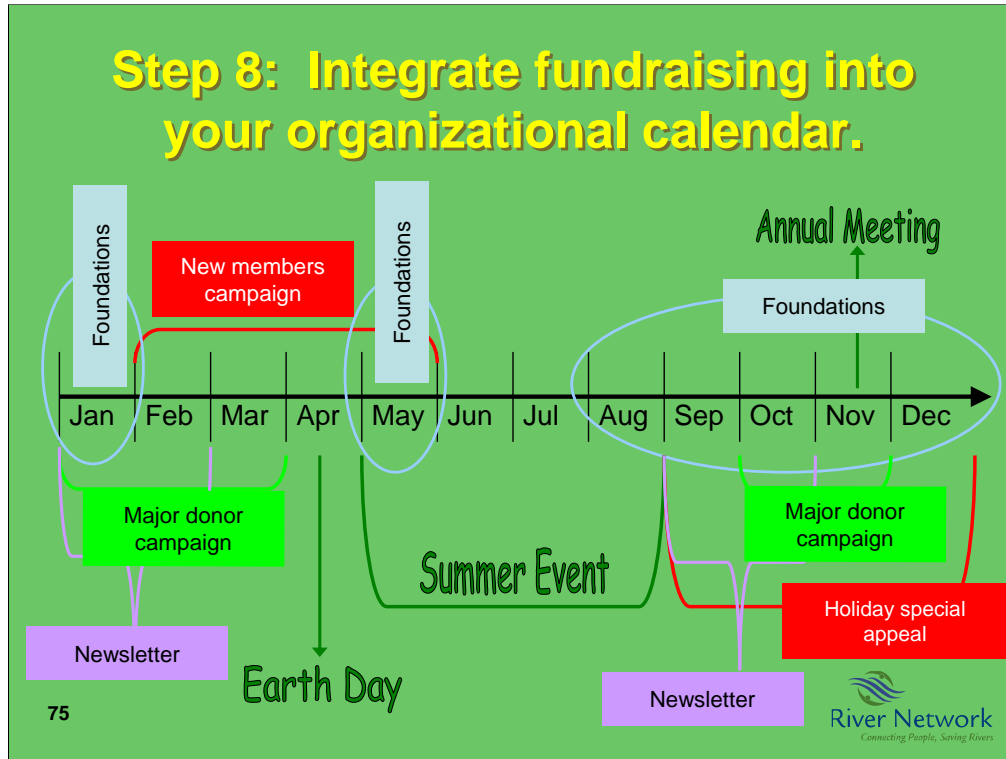 Step 8: Integrate fundraising into
your organizational calendar.
Foundations
New members
campaign
Foundations
Annual Meeting
Foundations
Jan
Feb
Mar
Apr
May
Jun
Jul
Aug
Sep
Oct
Nov
Dec
Major donor
campaign
Summer Event
Major donor
campaign
Holiday special
appeal
Newsletter
Earth Day
Newsletter
75
River Network
Connecting People, Saving Rivers